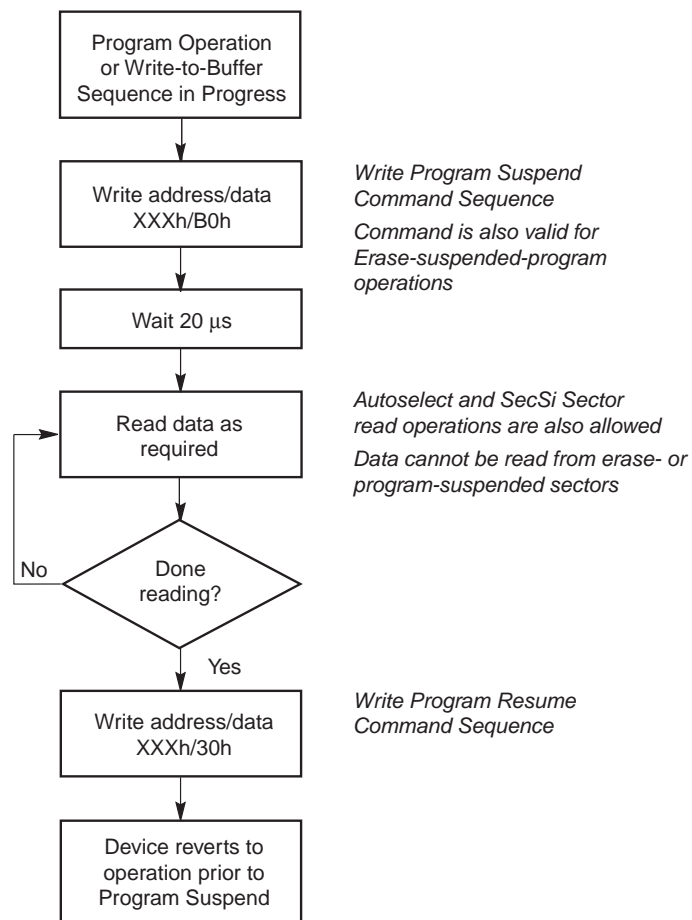 Program Operation
or Write-to-Buffer
Sequence in Progress
Write address/data
XXXh/B0h
Write Program Suspend
Command Sequence
Command is also valid for
Erase-suspended-program
operations
Wait 20 μs
Read data as
required
Autoselect and SecSi Sector
read operations are also allowed
Data cannot be read from erase- or
program-suspended sectors
No
Done
reading?
Yes
Write address/data
XXXh/30h
Write Program Resume
Command Sequence
Device reverts to
operation prior to
Program Suspend